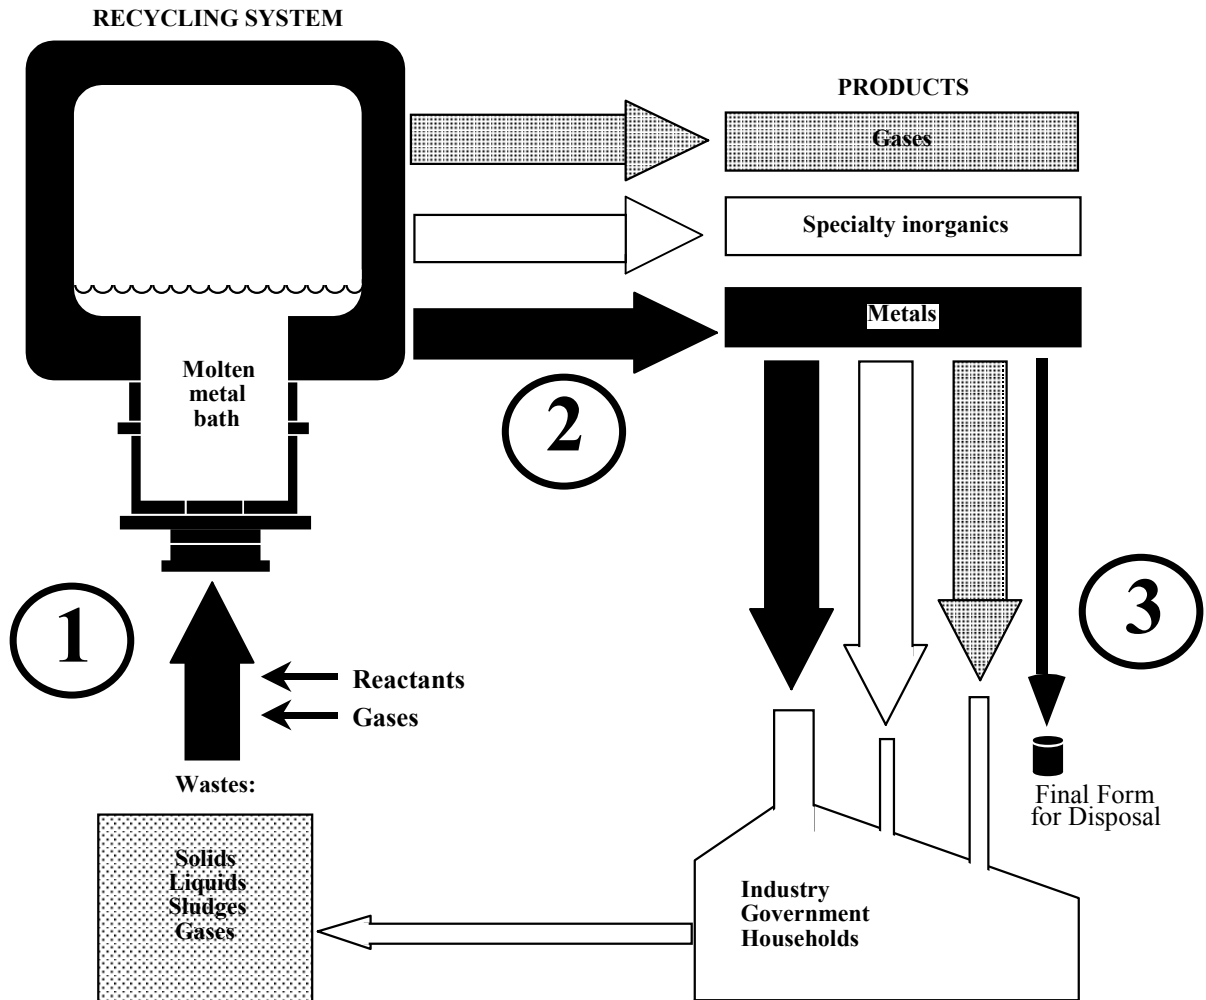 RECYCLING SYSTEM
PRODUCTS
Gases
Specialty inorganics
Metals
Molten
metal
bath
2
1
3
Reactants
Gases
Wastes:
Solids
Liquids
Sludges
Gases
Final Form
for Disposal
Industry
Government
Households